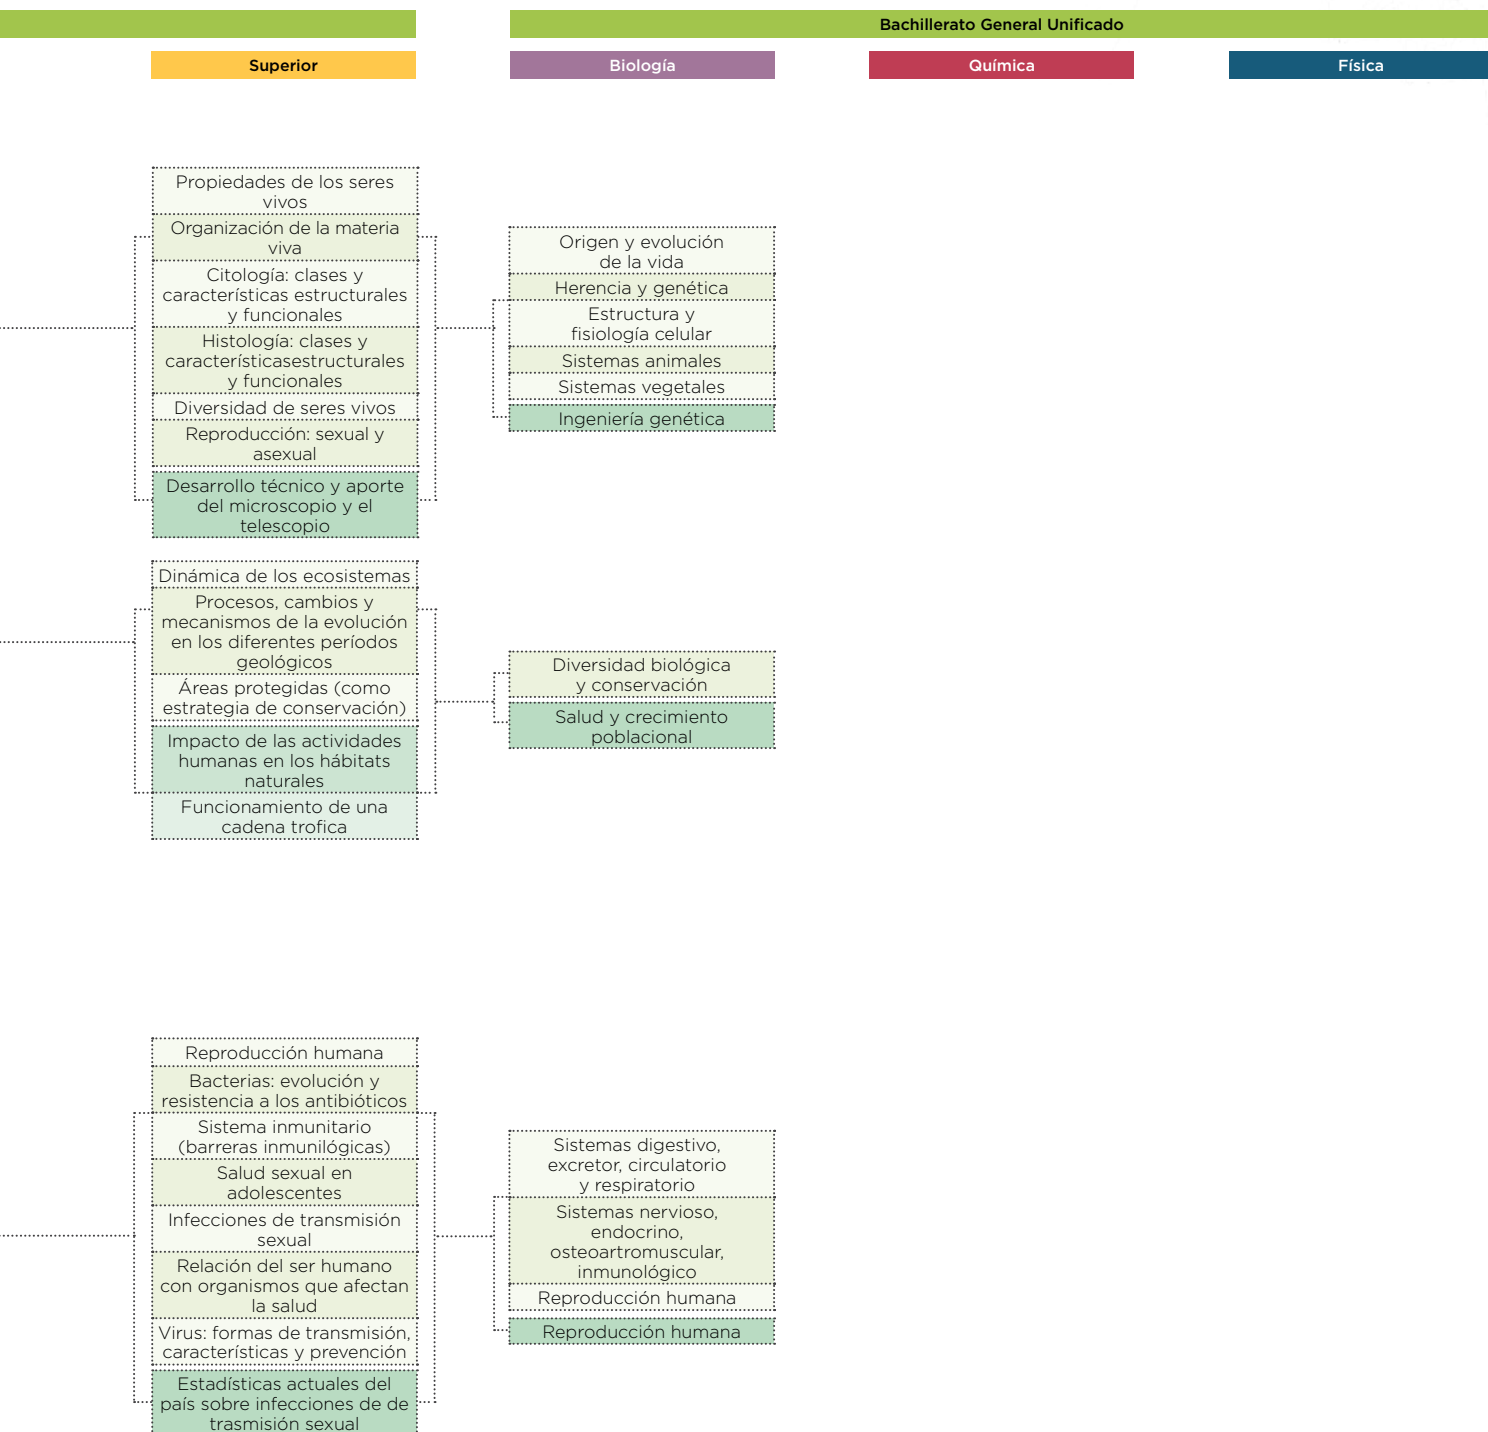 Bachillerato General Unificado
Superior
Biología
Química
Física
Propiedades de los seres
vivos
Organización de la materia
viva
Citología: clases y
características estructurales
y funcionales
Histología: clases y
característicasestructurales
y funcionales
Diversidad de seres vivos
Reproducción: sexual y
asexual
Desarrollo técnico y aporte
del microscopio y el
telescopio
Origen y evolución
de la vida
Herencia y genética
Estructura y
fisiología celular
Sistemas animales
Sistemas vegetales
Ingeniería genética
Dinámica de los ecosistemas
Procesos, cambios y
mecanismos de la evolución
en los diferentes períodos
geológicos
Áreas protegidas (como
estrategia de conservación)
Impacto de las actividades
humanas en los hábitats
naturales
Funcionamiento de una
cadena trofica
Diversidad biológica
y conservación
Salud y crecimiento
poblacional
Reproducción humana
Bacterias: evolución y
resistencia a los antibióticos
Sistema inmunitario
(barreras inmunilógicas)
Salud sexual en
adolescentes
Infecciones de transmisión
sexual
Relación del ser humano
con organismos que afectan
la salud
Virus: formas de transmisión,
características y prevención
Estadísticas actuales del
país sobre infecciones de de
trasmisión sexual
Sistemas digestivo,
excretor, circulatorio
y respiratorio
Sistemas nervioso,
endocrino,
osteoartromuscular,
inmunológico
Reproducción humana
Reproducción humana